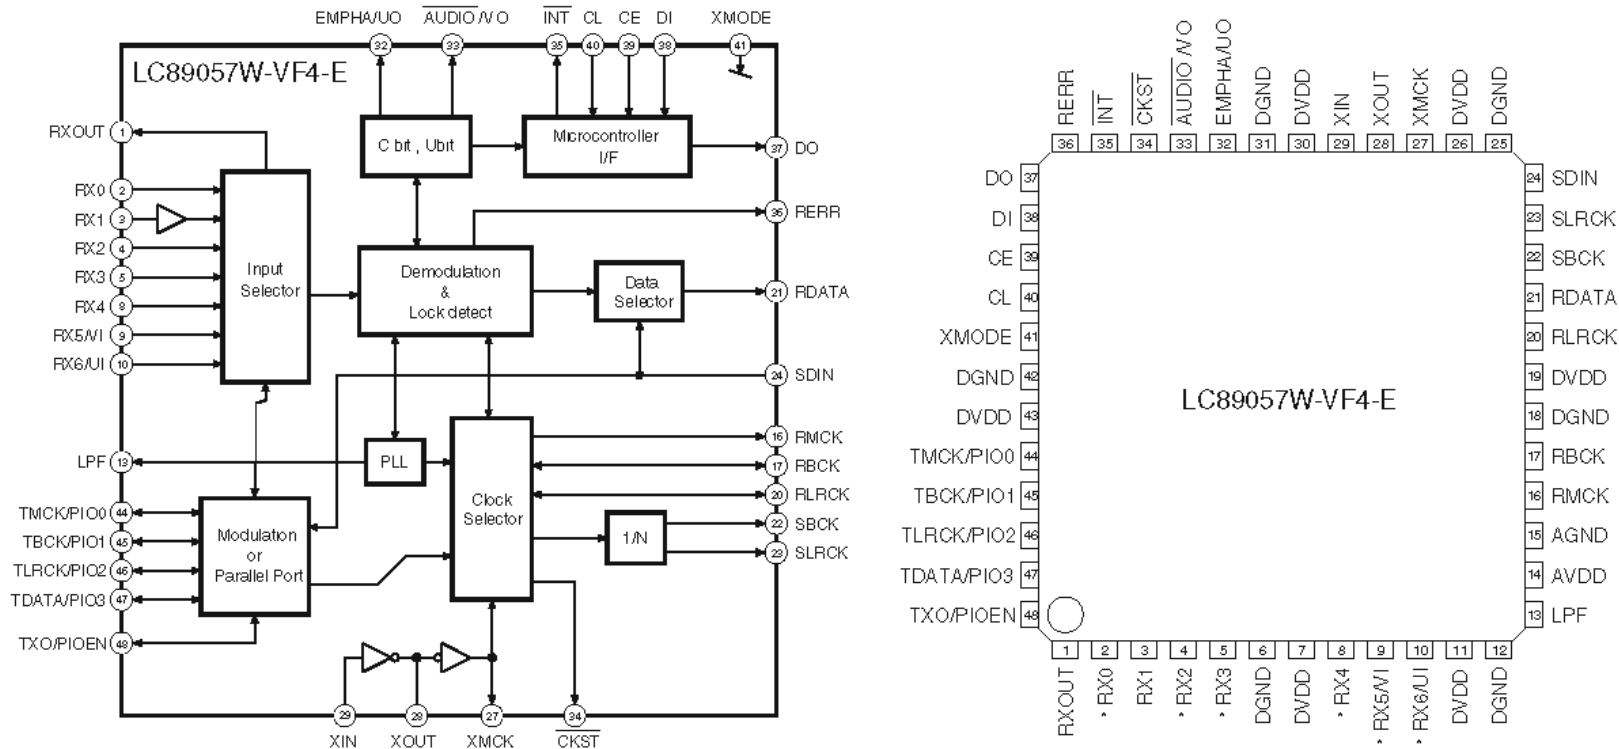 EMPHA/UO AUDIO/VO INT CL CE DI XMODE
32 33 35 40 39 38 41
LC89057W-VF4-E
RXOUT 1
C bit, Ubit
Microcontroller
I/F
37 DO
RX0 2
RX1 3
RX2 4
RX3 5
RX4 8
RX5/VI 9
RX6/UI 10
Input
Selector
36 RERR
Demodulation
&
Lock detect
Data
Selector
21 RDATA
24 SDIN
LPF 13
PLL
Clock
Selector
16 RMCK
17 RBCK
20 RLRCK
22 SBCK
23 SLRCK
1/N
TMCK/PIO0 44
TBCK/PIO1 45
TLRCK/PIO2 46
TDATA/PIO3 47
TXO/PIOEN 48
Modulation
or
Parallel Port
29 28 27 34
XIN XOUT XMCK CKST
RERR
INT
CKST
AUDIO/VO
EMPHA/UO
DGND
DVDD
XIN
XOUT
XMCK
DVDD
DGND
36 35 34 33 32 31 30 29 28 27 26 25
DO 37
DI 38
CE 39
CL 40
XMODE 41
DGND 42
DVDD 43
TMCK/PIO0 44
TBCK/PIO1 45
TLRCK/PIO2 46
TDATA/PIO3 47
TXO/PIOEN 48
LC89057W-VF4-E
24 SDIN
23 SLRCK
22 SBCK
21 RDATA
20 RLRCK
19 DVDD
18 DGND
17 RBCK
16 RMCK
15 AGND
14 AVDD
13 LPF
1 2 3 4 5 6 7 8 9 10 11 12
RXOUT
* RX0
RX1
* RX2
* RX3
DGND
DVDD
* RX4
* RX5/VI
* RX6/UI
DVDD
DGND